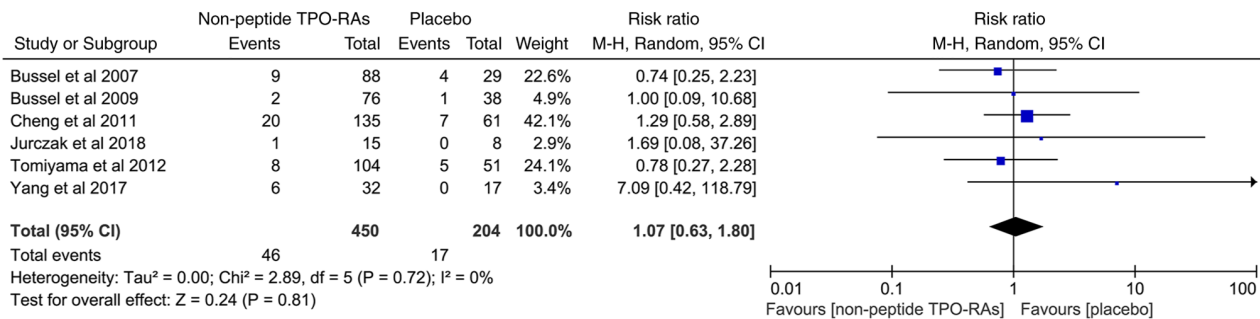 Non-peptide TPO-RAs Placebo Risk ratio Risk ratio
Study or Subgroup Events Total Events Total Weight M-H, Random, 95% CI M-H, Random, 95% CI
Bussel et al 2007 9 88 4 29 22.6% 0.74 [0.25, 2.23]
Bussel et al 2009 2 76 1 38 4.9% 1.00 [0.09, 10.68]
Cheng et al 2011 20 135 7 61 42.1% 1.29 [0.58, 2.89]
Jurczak et al 2018 1 15 0 8 2.9% 1.69 [0.08, 37.26]
Tomiyama et al 2012 8 104 5 51 24.1% 0.78 [0.27, 2.28]
Yang et al 2017 6 32 0 17 3.4% 7.09 [0.42, 118.79]
Total (95% CI) 450 204 100.0% 1.07 [0.63, 1.80]
Total events 46 17
Heterogeneity: Tau² = 0.00; Chi² = 2.89, df = 5 (P = 0.72); I² = 0%
Test for overall effect: Z = 0.24 (P = 0.81)
0.01 0.1 1 10 100
Favours [non-peptide TPO-RAs] Favours [placebo]